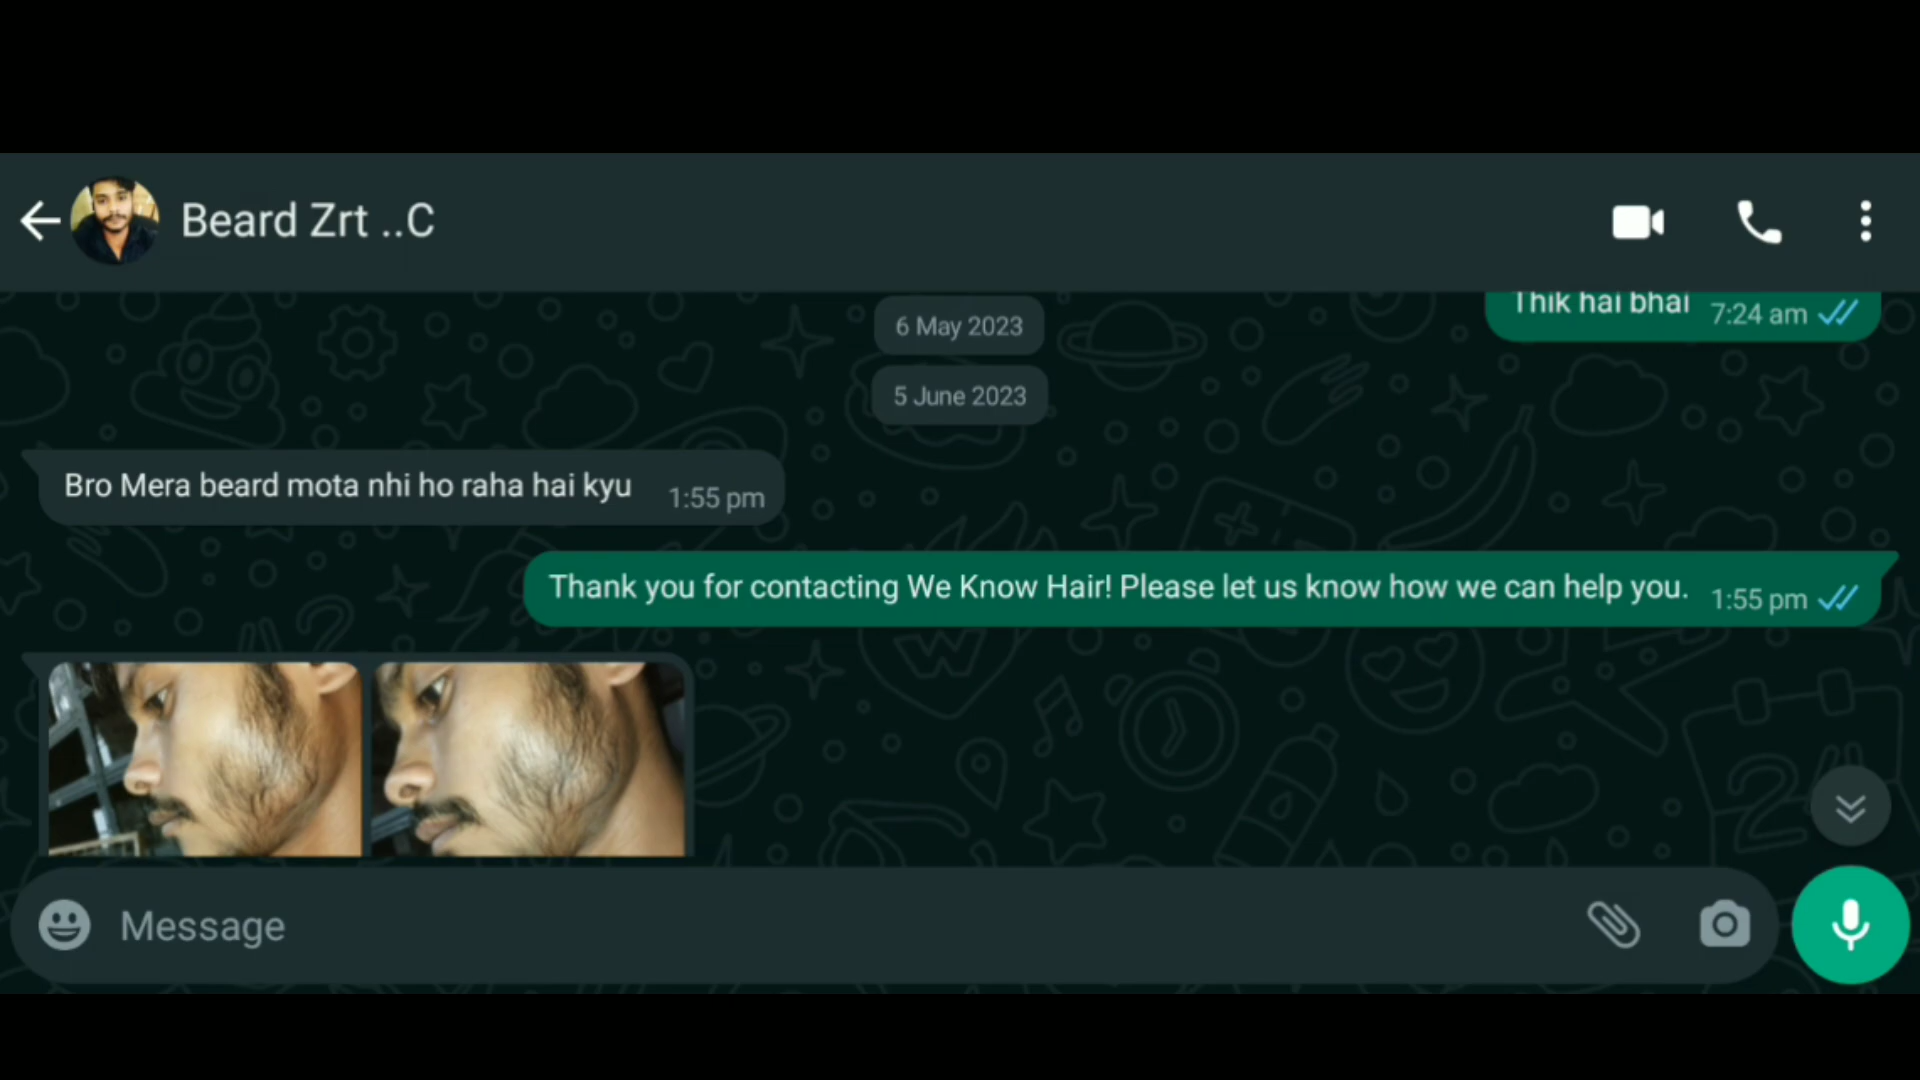 Beard Zrt ..C
Thik hai bhai 7:24 am
6 May 2023
5 June 2023
Bro Mera beard mota nhi ho raha hai kyu 1:55 pm
Thank you for contacting We Know Hair! Please let us know how we can help you. 1:55 pm
Message